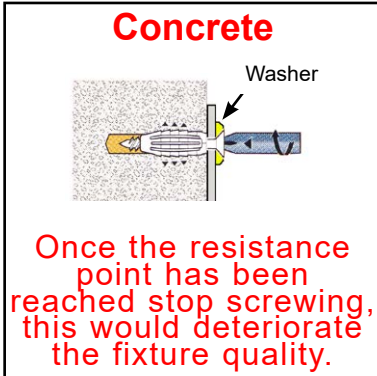 Concrete
Washer
Once the resistance
point has been
reached stop screwing,
this would deteriorate
the fixture quality.